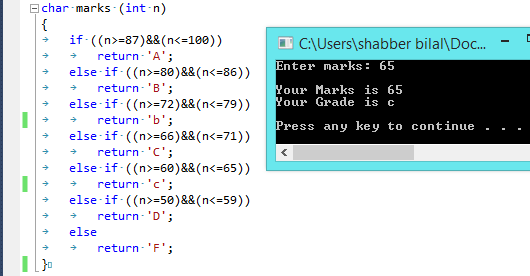 char marks (int n)
{
if ((n>=87)&&(n<=100))
return 'A';
else if ((n>=80)&&(n<=86))
return 'B';
else if ((n>=72)&&(n<=79))
return 'b';
else if ((n>=66)&&(n<=71))
return 'C';
else if ((n>=60)&&(n<=65))
return 'c';
else if ((n>=50)&&(n<=59))
return 'D';
else
return 'F';
}
C:\Users\shabber bilal\Doc...
Enter marks: 65
Your Marks is 65
Your Grade is c
Press any key to continue . . .